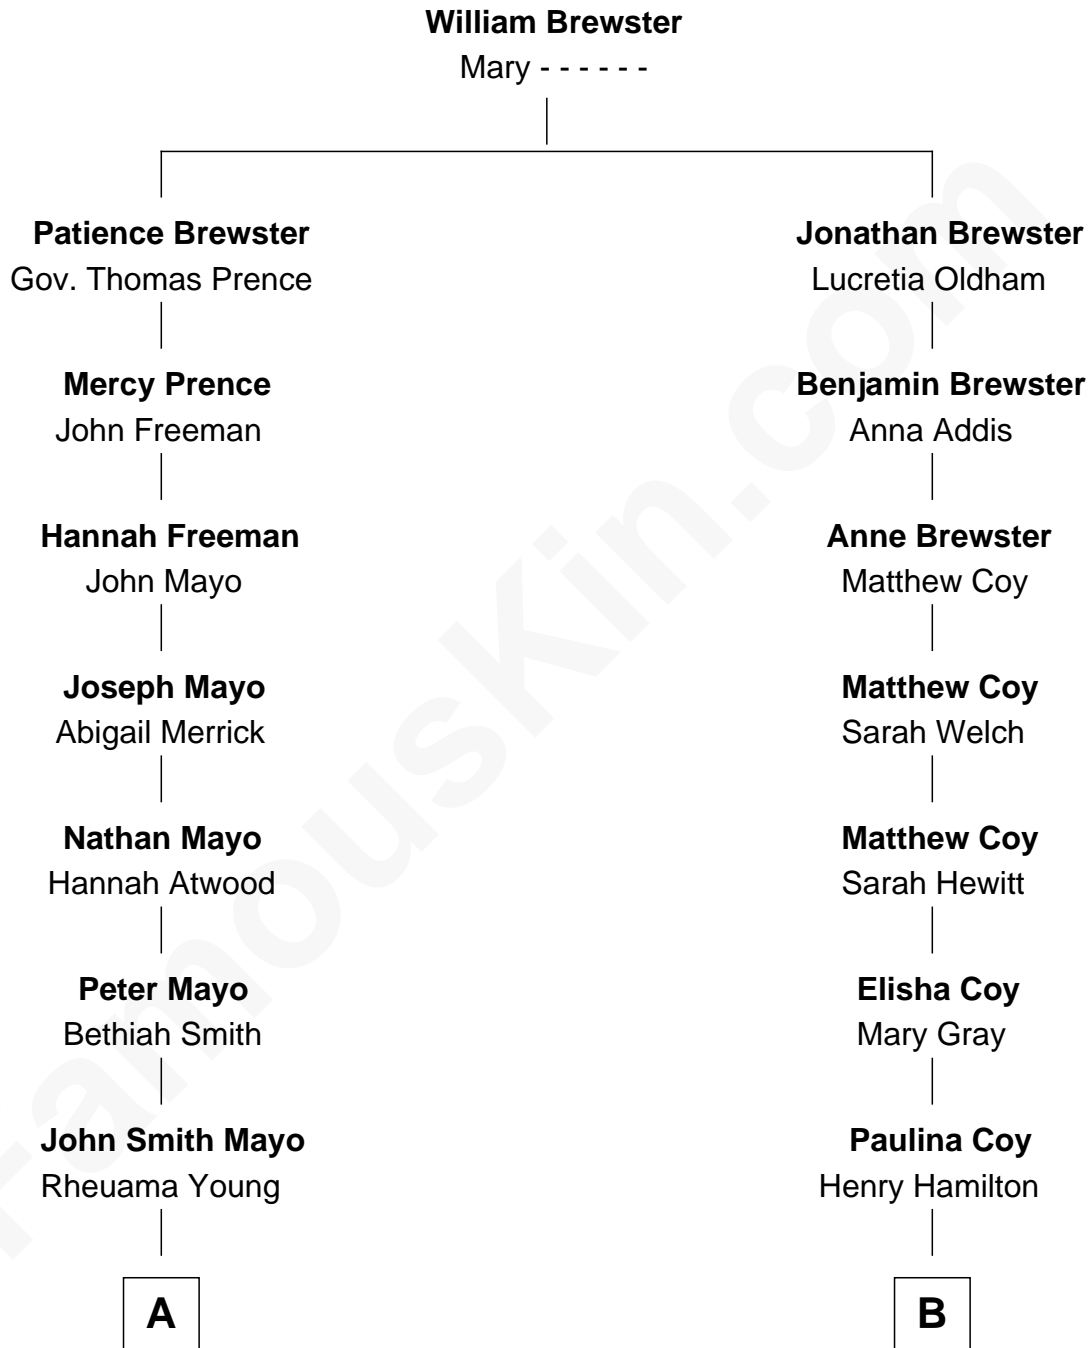 William Brewster
Mary - - - - - -
Patience Brewster
Gov. Thomas Prence
Jonathan Brewster
Lucretia Oldham
Mercy Prence
John Freeman
Benjamin Brewster
Anna Addis
Hannah Freeman
John Mayo
Anne Brewster
Matthew Coy
Joseph Mayo
Abigail Merrick
Matthew Coy
Sarah Welch
Nathan Mayo
Hannah Atwood
Matthew Coy
Sarah Hewitt
Peter Mayo
Bethiah Smith
Elisha Coy
Mary Gray
John Smith Mayo
Rheuama Young
Paulina Coy
Henry Hamilton
A
B
FamousKin.com